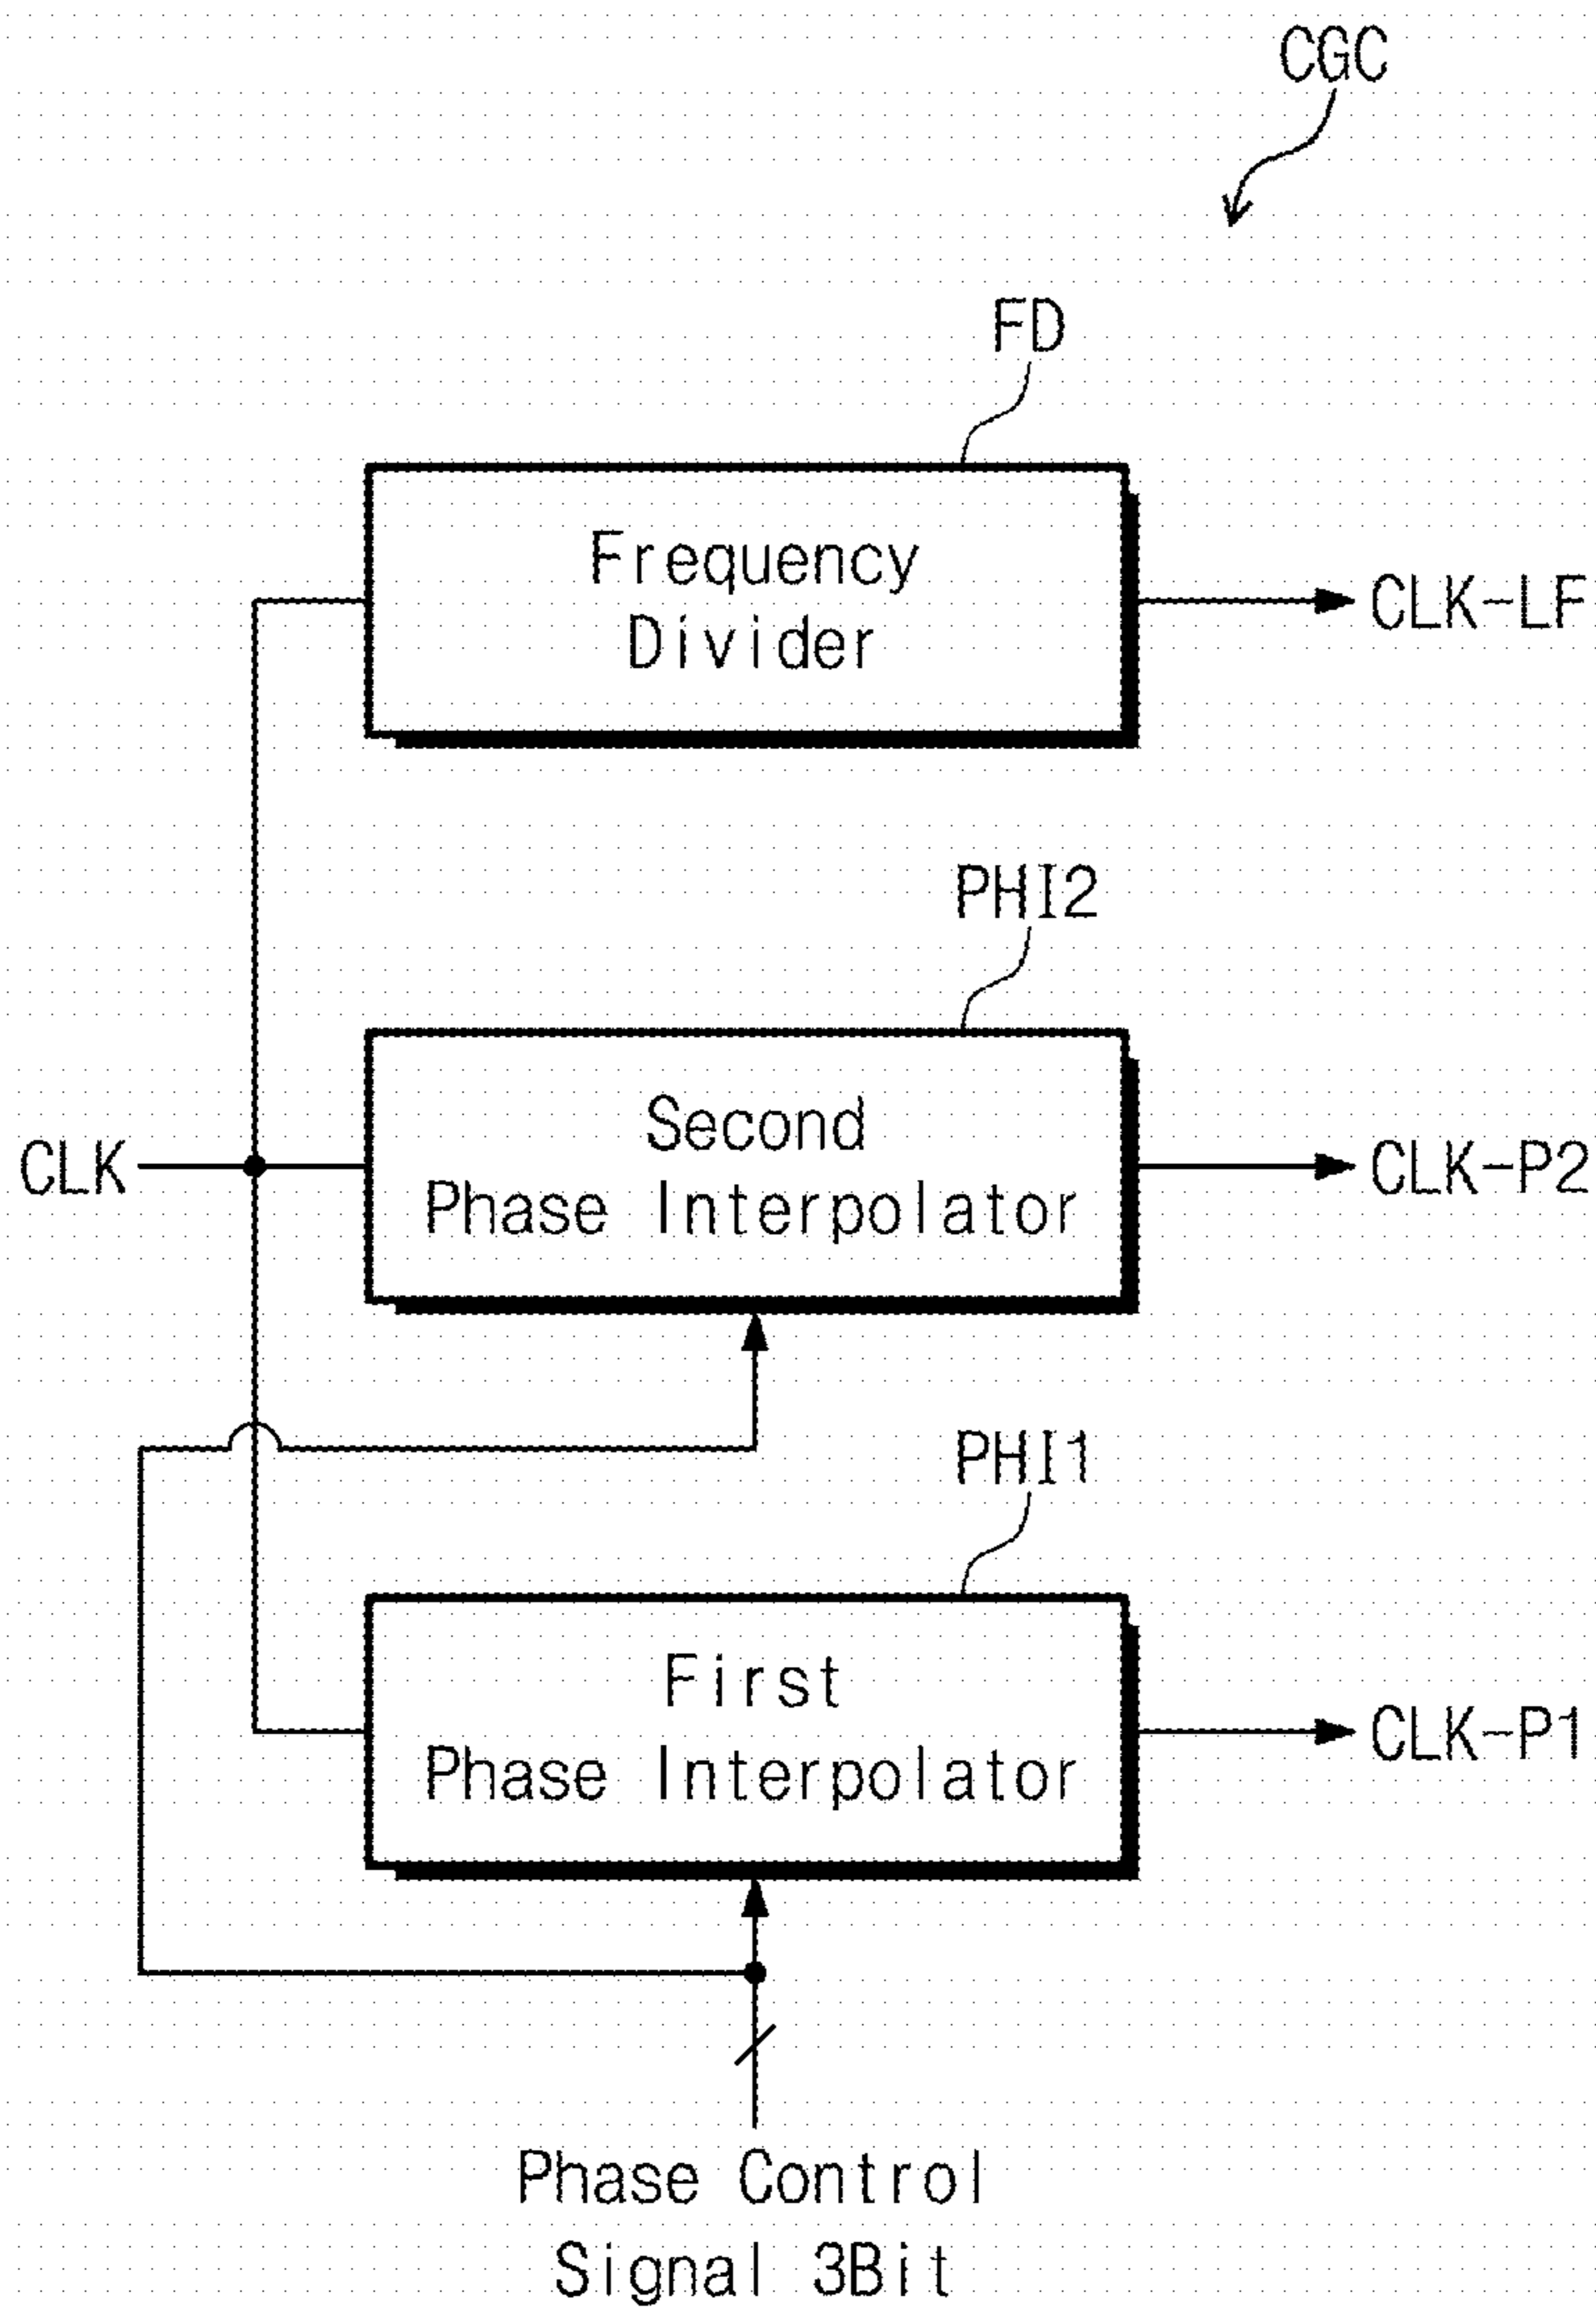 CGC
FD
Frequency
Divider
CLK-LF
PHI2
Second
Phase Interpolator
CLK
CLK-P2
PHI1
First
Phase Interpolator
CLK-P1
Phase Control
Signal 3Bit